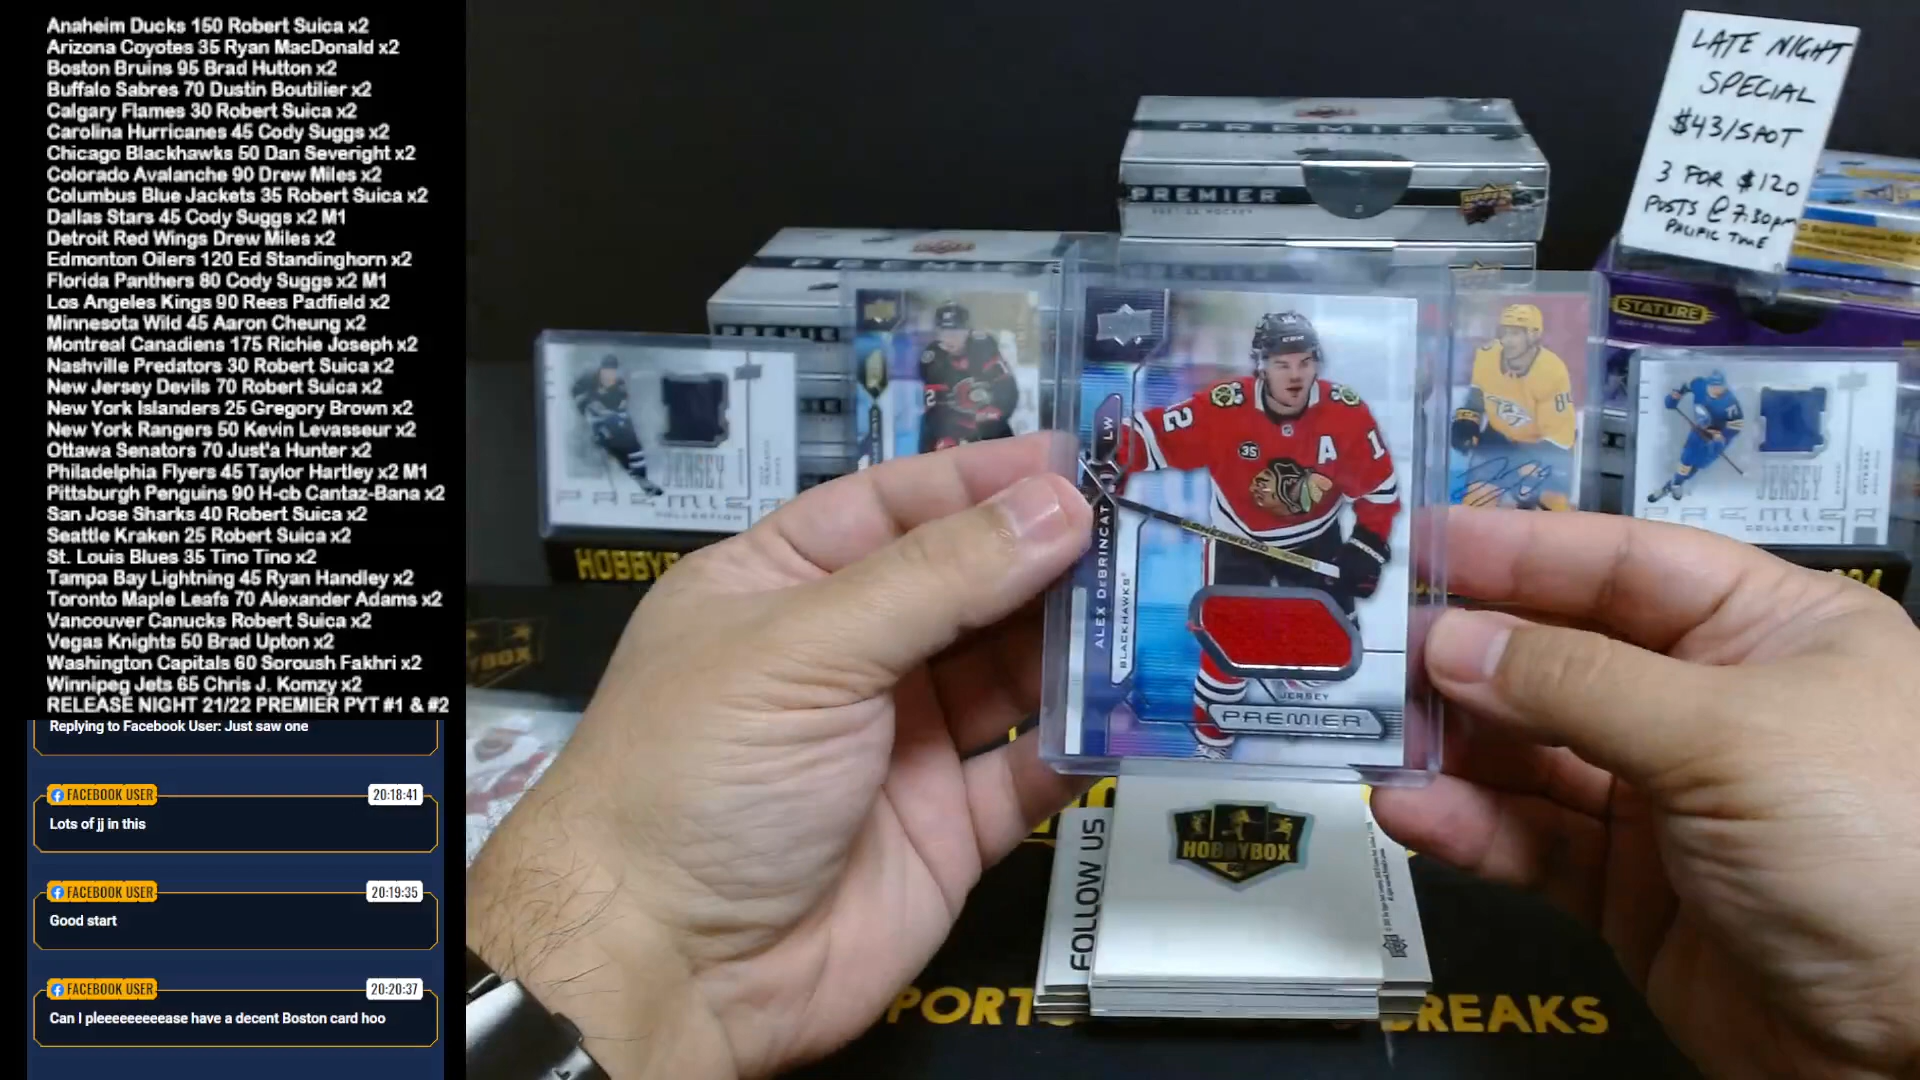 Anaheim Ducks 150 Robert Suica x2
Arizona Coyotes 35 Ryan MacDonald x2
Boston Bruins 95 Brad Hutton x2
Buffalo Sabres 70 Dustin Boutilier x2
Calgary Flames 30 Robert Suica x2
Carolina Hurricanes 45 Cody Suggs x2
Chicago Blackhawks 50 Dan Severight x2
Colorado Avalanche 90 Drew Miles x2
Columbus Blue Jackets 35 Robert Suica x2
Dallas Stars 45 Cody Suggs x2 M1
Detroit Red Wings Drew Miles x2
Edmonton Oilers 120 Ed Standinghorn x2
Florida Panthers 80 Cody Suggs x2 M1
Los Angeles Kings 90 Rees Padfield x2
Minnesota Wild 45 Aaron Cheung x2
Montreal Canadiens 175 Richie Joseph x2
Nashville Predators 30 Robert Suica x2
New Jersey Devils 70 Robert Suica x2
New York Islanders 25 Gregory Brown x2
New York Rangers 50 Kevin Levasseur x2
Ottawa Senators 70 Just'a Hunter x2
Philadelphia Flyers 45 Taylor Hartley x2 M1
Pittsburgh Penguins 90 H-cb Cantaz-Bana x2
San Jose Sharks 40 Robert Suica x2
Seattle Kraken 25 Robert Suica x2
St. Louis Blues 35 Tino Tino x2
Tampa Bay Lightning 45 Ryan Handley x2
Toronto Maple Leafs 70 Alexander Adams x2
Vancouver Canucks Robert Suica x2
Vegas Knights 50 Brad Upton x2
Washington Capitals 60 Soroush Fakhri x2
Winnipeg Jets 65 Chris J. Komzy x2
RELEASE NIGHT 21/22 PREMIER PYT #1 & #2
Replying to Facebook User: Just saw one
FACEBOOK USER 20:18:41
Lots of jj in this
FACEBOOK USER 20:19:35
Good start
FACEBOOK USER 20:20:37
Can I pleeeeeeeeease have a decent Boston card hoo
LATE NIGHT
SPECIAL
$43/SPOT
3 FOR $120
POSTS @ 7:30pm
PACIFIC TIME
PREMIER
PREMIER
STATURE
JERSEY
COLLECTION
JERSEY
PREMIER
COLLECTION
12
A
35
LW
ALEX DEBRINCAT
BLACKHAWKS
JERSEY
PREMIER
FOLLOW US
HOBBYBOX
BREAKS